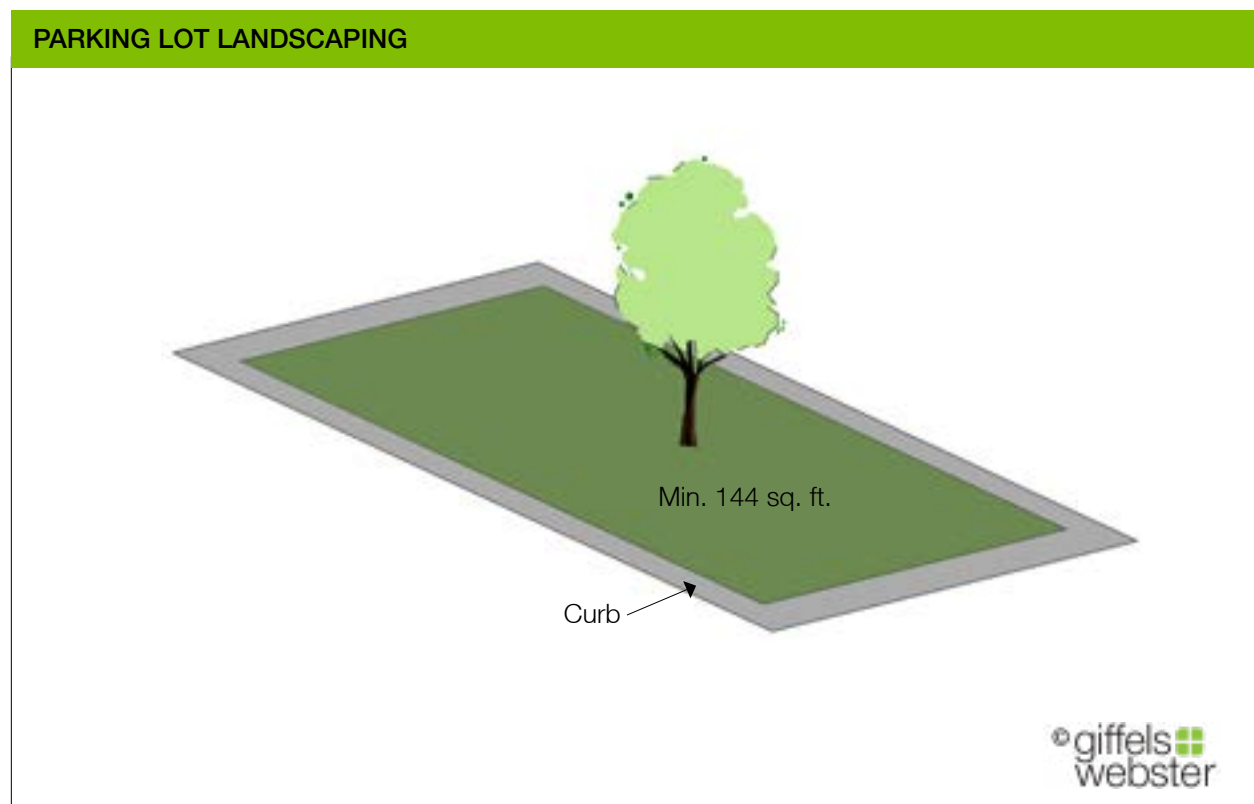 PARKING LOT LANDSCAPING
Min. 144 sq. ft.
Curb
© giffels
webster